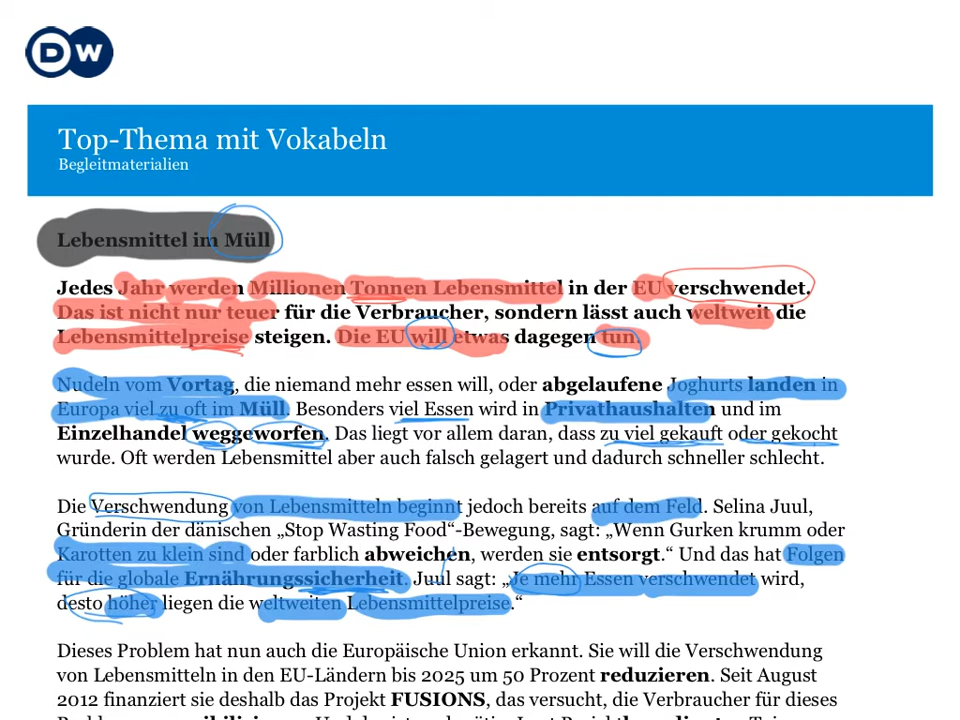 DW
Top-Thema mit Vokabeln
Begleitmaterialien
Lebensmittel im Müll
Jedes Jahr werden Millionen Tonnen Lebensmittel in der EU verschwendet.
Das ist nicht nur teuer für die Verbraucher, sondern lässt auch weltweit die
Lebensmittelpreise steigen. Die EU will etwas dagegen tun.
Nudeln vom Vortag, die niemand mehr essen will, oder abgelaufene Joghurts landen in
Europa viel zu oft im Müll. Besonders viel Essen wird in Privathaushalten und im
Einzelhandel weggeworfen. Das liegt vor allem daran, dass zu viel gekauft oder gekocht
wurde. Oft werden Lebensmittel aber auch falsch gelagert und dadurch schneller schlecht.
Die Verschwendung von Lebensmitteln beginnt jedoch bereits auf dem Feld. Selina Juul,
Gründerin der dänischen „Stop Wasting Food“-Bewegung, sagt: „Wenn Gurken krumm oder
Karotten zu klein sind oder farblich abweichen, werden sie entsorgt.“ Und das hat Folgen
für die globale Ernährungssicherheit. Juul sagt: „Je mehr Essen verschwendet wird,
desto höher liegen die weltweiten Lebensmittelpreise.“
Dieses Problem hat nun auch die Europäische Union erkannt. Sie will die Verschwendung
von Lebensmitteln in den EU-Ländern bis 2025 um 50 Prozent reduzieren. Seit August
2012 finanziert sie deshalb das Projekt FUSIONS, das versucht, die Verbraucher für dieses